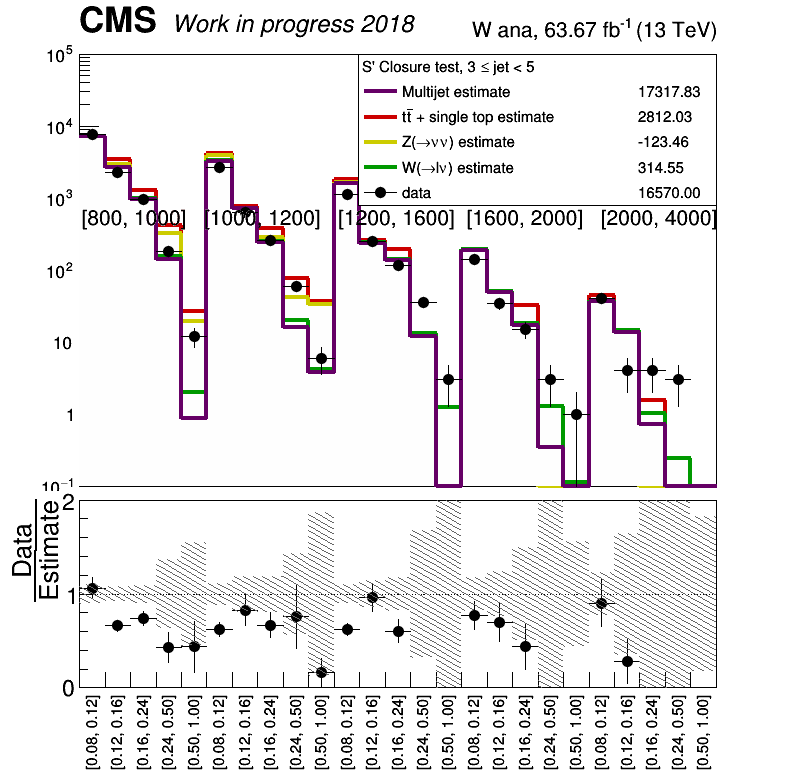 CMS Work in progress 2018 W ana, 63.67 fb⁻¹ (13 TeV)
S' Closure test, 3 ≤ jet < 5
Multijet estimate 17317.83
tt̄ + single top estimate 2812.03
Z(→νν) estimate -123.46
W(→lν) estimate 314.55
data 16570.00
10⁵
10⁴
10³
10²
10
1
10⁻¹
[800, 1000] [1000, 1200] [1200, 1600] [1600, 2000] [2000, 4000]
Data
Estimate
2
1
0
[0.08, 0.12] [0.12, 0.16] [0.16, 0.24] [0.24, 0.50] [0.50, 1.00] [0.08, 0.12] [0.12, 0.16] [0.16, 0.24] [0.24, 0.50] [0.50, 1.00] [0.08, 0.12] [0.12, 0.16] [0.16, 0.24] [0.24, 0.50] [0.50, 1.00] [0.08, 0.12] [0.12, 0.16] [0.16, 0.24] [0.24, 0.50] [0.50, 1.00] [0.08, 0.12] [0.12, 0.16] [0.16, 0.24] [0.24, 0.50] [0.50, 1.00]